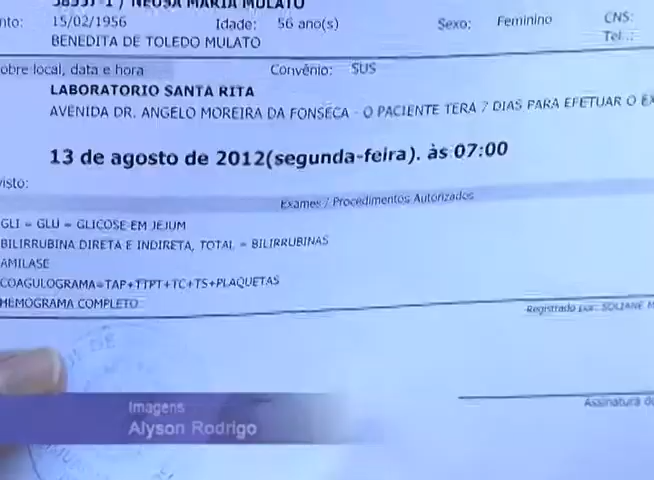 NEUSA MARIA MULATO
nto: 15/02/1956 Idade: 56 ano(s) Sexo: Feminino CNS:
BENEDITA DE TOLEDO MULATO Tel..:
obre local, data e hora Convênio: SUS
LABORATORIO SANTA RITA
AVENIDA DR. ANGELO MOREIRA DA FONSECA - O PACIENTE TERA 7 DIAS PARA EFETUAR O EX
13 de agosto de 2012(segunda-feira). às 07:00
visto:
Exames / Procedimentos Autorizados
GLI = GLU = GLICOSE EM JEJUM
BILIRRUBINA DIRETA E INDIRETA, TOTAL = BILIRRUBINAS
AMILASE
COAGULOGRAMA=TAP+TTPT+TC+TS+PLAQUETAS
HEMOGRAMA COMPLETO
Registrado por: SOLIANE M
Assinatura do
Imagens
Alyson Rodrigo